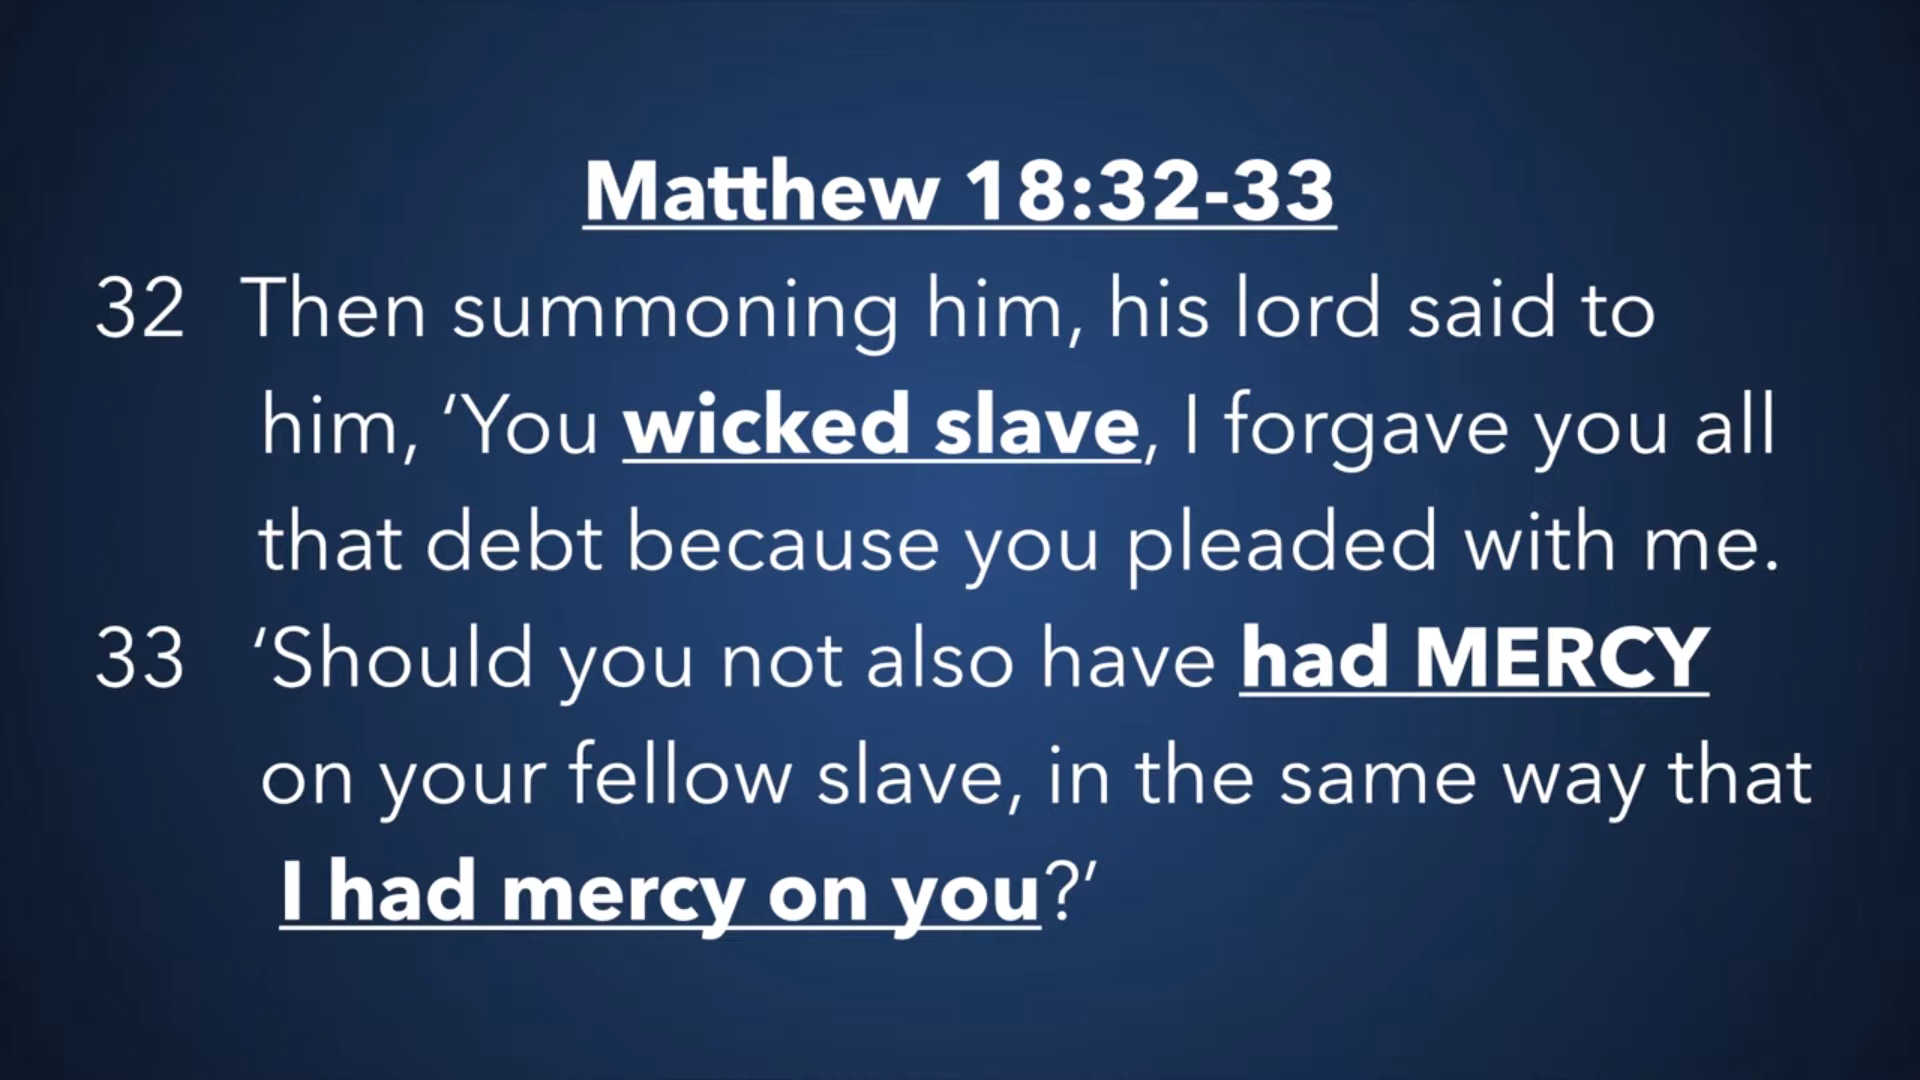 Matthew 18:32-33
32 Then summoning him, his lord said to
him, ‘You wicked slave, I forgave you all
that debt because you pleaded with me.
33 ‘Should you not also have had MERCY
on your fellow slave, in the same way that
I had mercy on you?’